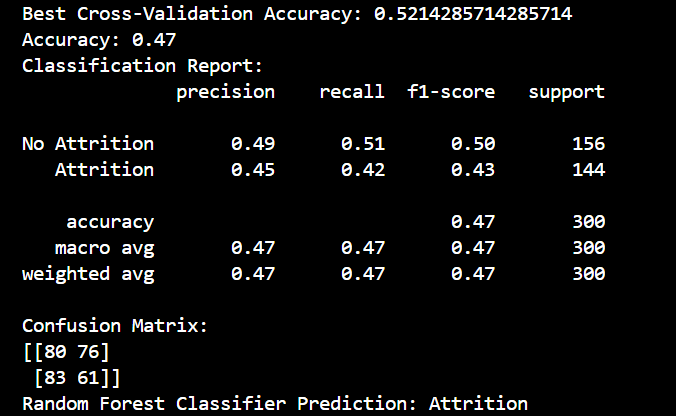 Best Cross-Validation Accuracy: 0.5214285714285714
Accuracy: 0.47
Classification Report:
              precision    recall  f1-score   support

No Attrition       0.49      0.51      0.50       156
   Attrition       0.45      0.42      0.43       144

    accuracy                           0.47       300
   macro avg       0.47      0.47      0.47       300
weighted avg       0.47      0.47      0.47       300

Confusion Matrix:
[[80 76]
 [83 61]]
Random Forest Classifier Prediction: Attrition